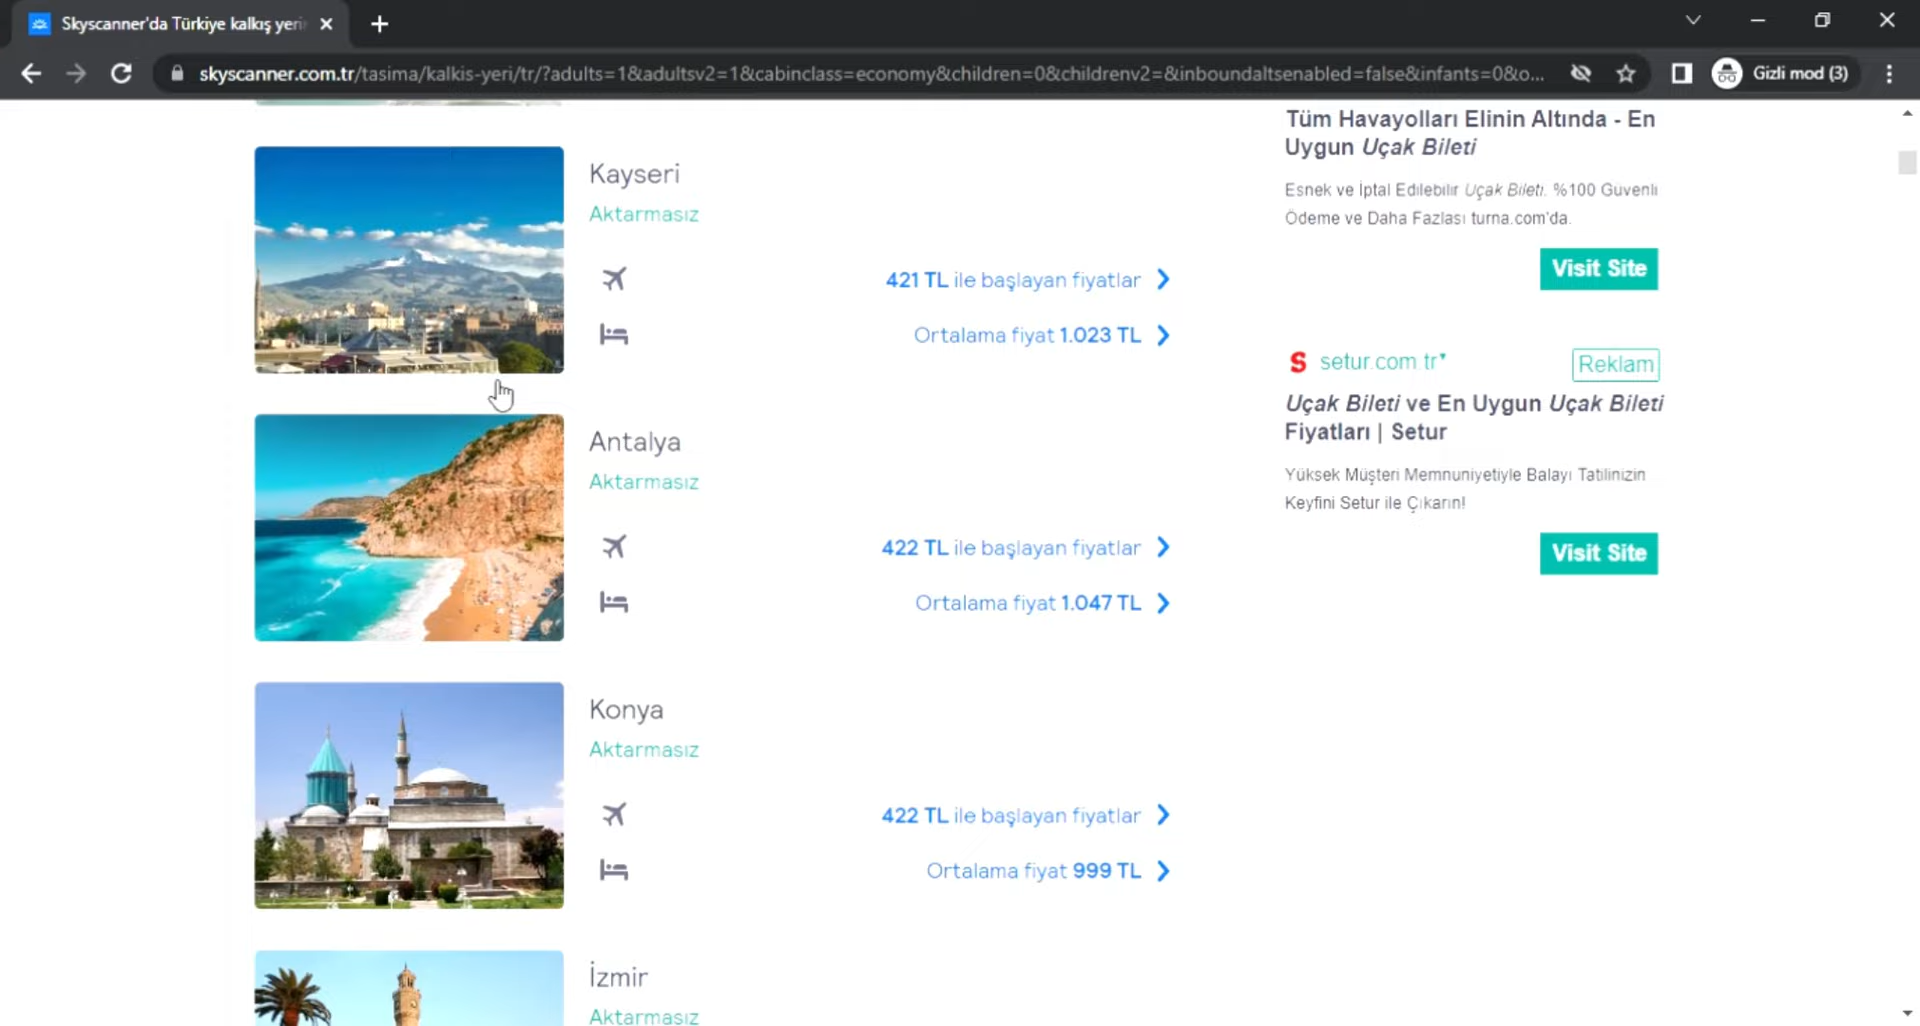 Skyscanner'da Türkiye kalkış yeri
skyscanner.com.tr/tasima/kalkis-yeri/tr/?adults=1&adultsv2=1&cabinclass=economy&children=0&childrenv2=&inboundaltsenabled=false&infants=0&o...
Gizli mod (3)
Kayseri
Aktarmasız
421 TL ile başlayan fiyatlar
Ortalama fiyat 1.023 TL
Antalya
Aktarmasız
422 TL ile başlayan fiyatlar
Ortalama fiyat 1.047 TL
Konya
Aktarmasız
422 TL ile başlayan fiyatlar
Ortalama fiyat 999 TL
İzmir
Aktarmasız
Tüm Havayolları Elinin Altında - En
Uygun Uçak Bileti
Esnek ve İptal Edilebilir Uçak Bileti. %100 Güvenli
Ödeme ve Daha Fazlası turna.com'da.
Visit Site
S setur.com.tr
Reklam
Uçak Bileti ve En Uygun Uçak Bileti
Fiyatları | Setur
Yüksek Müşteri Memnuniyetiyle Balayı Tatilinizin
Keyfini Setur ile Çıkarın!
Visit Site